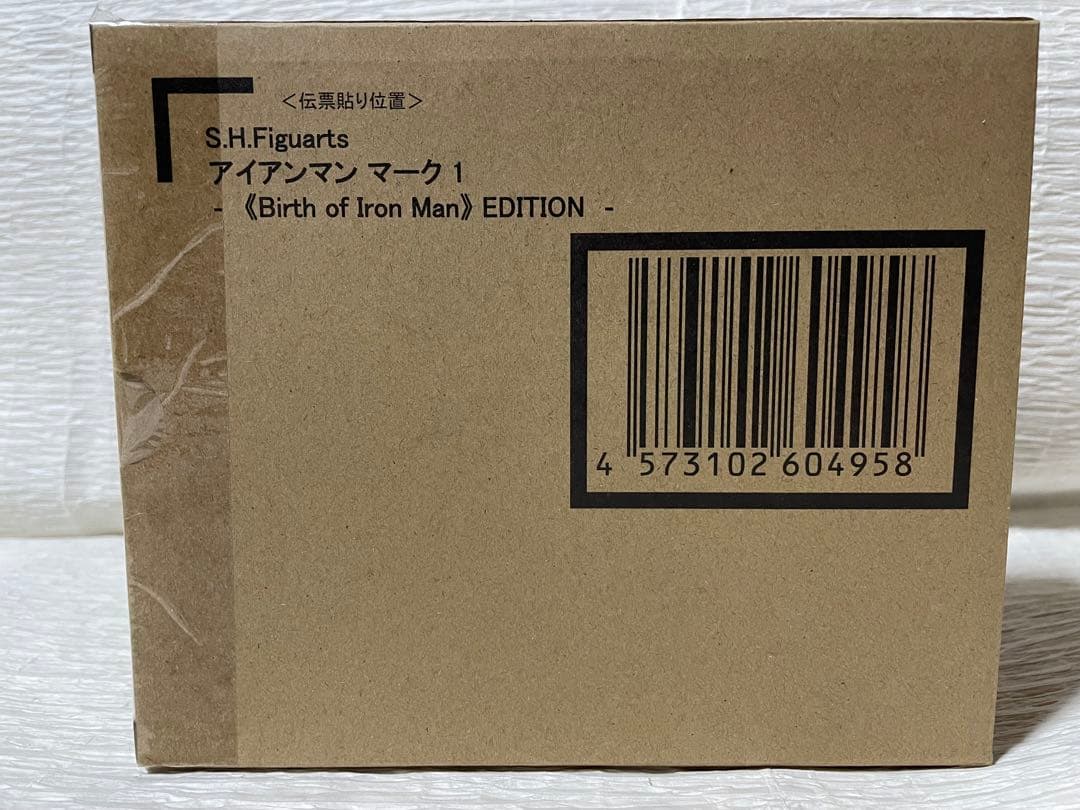 ＜伝票貼り位置＞
S.H.Figuarts
アイアンマン マーク1
- 《Birth of Iron Man》 EDITION -
4 573102 604958